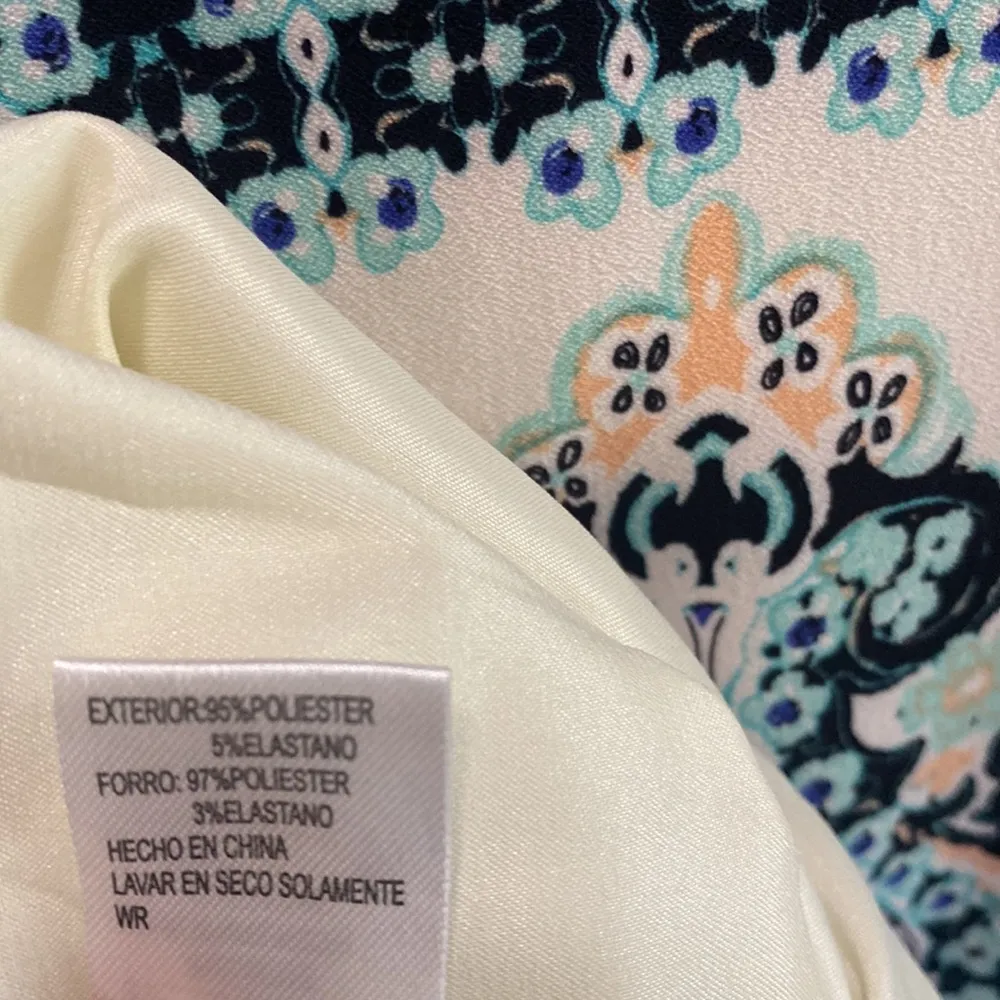 EXTERIOR:95%POLIESTER
5%ELASTANO
FORRO: 97%POLIESTER
3%ELASTANO
HECHO EN CHINA
LAVAR EN SECO SOLAMENTE
WR